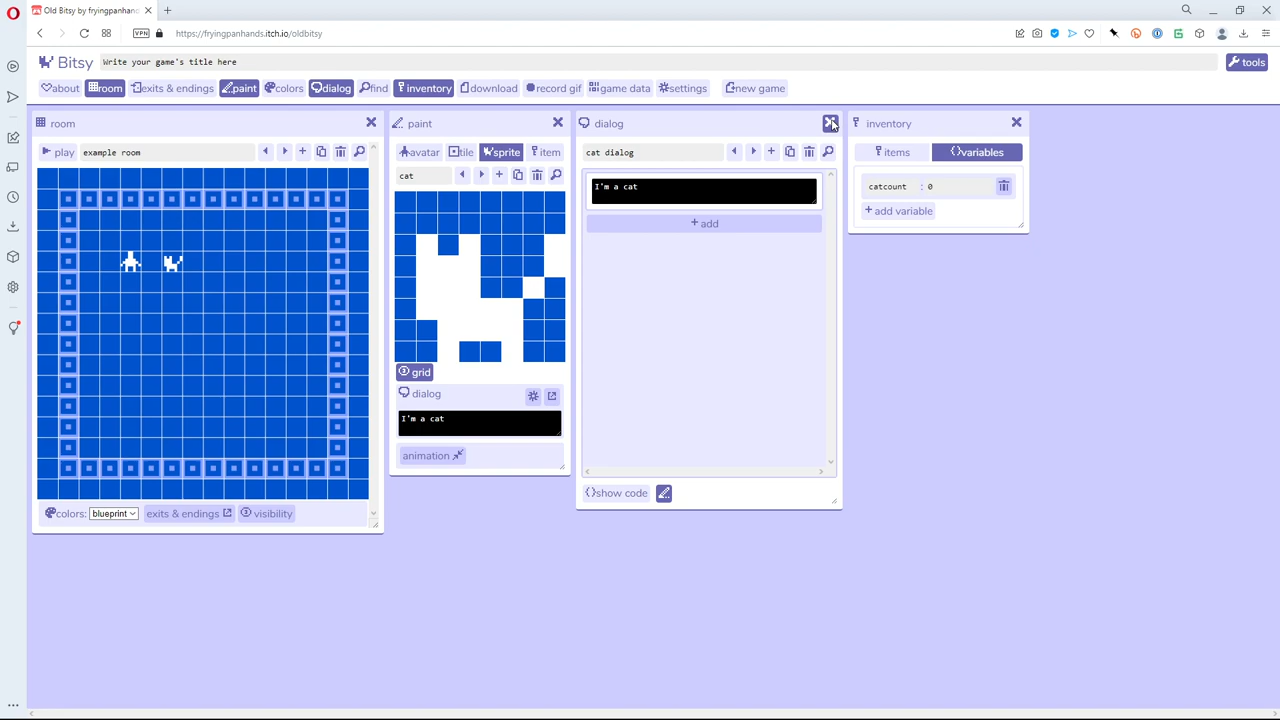 Old Bitsy by fryingpanhands
VPN
https://fryingpanhands.itch.io/oldbitsy
Bitsy
Write your game's title here
tools
about
room
exits & endings
paint
colors
dialog
find
inventory
download
record gif
game data
settings
new game
room
play
example room
colors:
blueprint
exits & endings
visibility
paint
avatar
tile
sprite
item
cat
grid
dialog
I'm a cat
animation
dialog
cat dialog
I'm a cat
+ add
show code
inventory
items
variables
catcount : 0
+ add variable